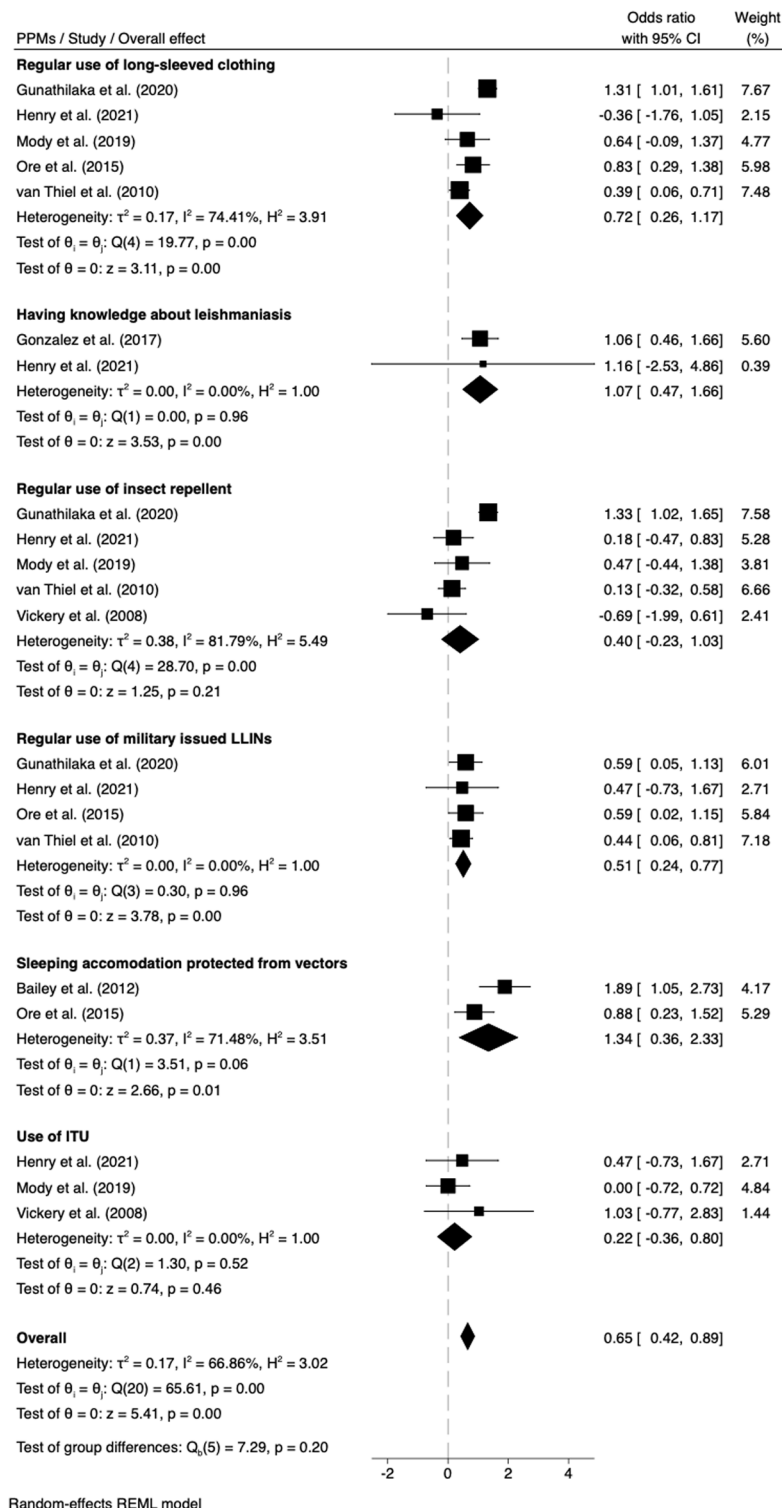 Odds ratio Weight
PPMs / Study / Overall effect with 95% CI (%)
Regular use of long-sleeved clothing
Gunathilaka et al. (2020) 1.31 [ 1.01, 1.61] 7.67
Henry et al. (2021) -0.36 [ -1.76, 1.05] 2.15
Mody et al. (2019) 0.64 [ -0.09, 1.37] 4.77
Ore et al. (2015) 0.83 [ 0.29, 1.38] 5.98
van Thiel et al. (2010) 0.39 [ 0.06, 0.71] 7.48
Heterogeneity: τ² = 0.17, I² = 74.41%, H² = 3.91 0.72 [ 0.26, 1.17]
Test of θᵢ = θⱼ: Q(4) = 19.77, p = 0.00
Test of θ = 0: z = 3.11, p = 0.00
Having knowledge about leishmaniasis
Gonzalez et al. (2017) 1.06 [ 0.46, 1.66] 5.60
Henry et al. (2021) 1.16 [ -2.53, 4.86] 0.39
Heterogeneity: τ² = 0.00, I² = 0.00%, H² = 1.00 1.07 [ 0.47, 1.66]
Test of θᵢ = θⱼ: Q(1) = 0.00, p = 0.96
Test of θ = 0: z = 3.53, p = 0.00
Regular use of insect repellent
Gunathilaka et al. (2020) 1.33 [ 1.02, 1.65] 7.58
Henry et al. (2021) 0.18 [ -0.47, 0.83] 5.28
Mody et al. (2019) 0.47 [ -0.44, 1.38] 3.81
van Thiel et al. (2010) 0.13 [ -0.32, 0.58] 6.66
Vickery et al. (2008) -0.69 [ -1.99, 0.61] 2.41
Heterogeneity: τ² = 0.38, I² = 81.79%, H² = 5.49 0.40 [ -0.23, 1.03]
Test of θᵢ = θⱼ: Q(4) = 28.70, p = 0.00
Test of θ = 0: z = 1.25, p = 0.21
Regular use of military issued LLINs
Gunathilaka et al. (2020) 0.59 [ 0.05, 1.13] 6.01
Henry et al. (2021) 0.47 [ -0.73, 1.67] 2.71
Ore et al. (2015) 0.59 [ 0.02, 1.15] 5.84
van Thiel et al. (2010) 0.44 [ 0.06, 0.81] 7.18
Heterogeneity: τ² = 0.00, I² = 0.00%, H² = 1.00 0.51 [ 0.24, 0.77]
Test of θᵢ = θⱼ: Q(3) = 0.30, p = 0.96
Test of θ = 0: z = 3.78, p = 0.00
Sleeping accomodation protected from vectors
Bailey et al. (2012) 1.89 [ 1.05, 2.73] 4.17
Ore et al. (2015) 0.88 [ 0.23, 1.52] 5.29
Heterogeneity: τ² = 0.37, I² = 71.48%, H² = 3.51 1.34 [ 0.36, 2.33]
Test of θᵢ = θⱼ: Q(1) = 3.51, p = 0.06
Test of θ = 0: z = 2.66, p = 0.01
Use of ITU
Henry et al. (2021) 0.47 [ -0.73, 1.67] 2.71
Mody et al. (2019) 0.00 [ -0.72, 0.72] 4.84
Vickery et al. (2008) 1.03 [ -0.77, 2.83] 1.44
Heterogeneity: τ² = 0.00, I² = 0.00%, H² = 1.00 0.22 [ -0.36, 0.80]
Test of θᵢ = θⱼ: Q(2) = 1.30, p = 0.52
Test of θ = 0: z = 0.74, p = 0.46
Overall 0.65 [ 0.42, 0.89]
Heterogeneity: τ² = 0.17, I² = 66.86%, H² = 3.02
Test of θᵢ = θⱼ: Q(20) = 65.61, p = 0.00
Test of θ = 0: z = 5.41, p = 0.00
Test of group differences: Q_b(5) = 7.29, p = 0.20
-2 0 2 4
Random-effects REML model